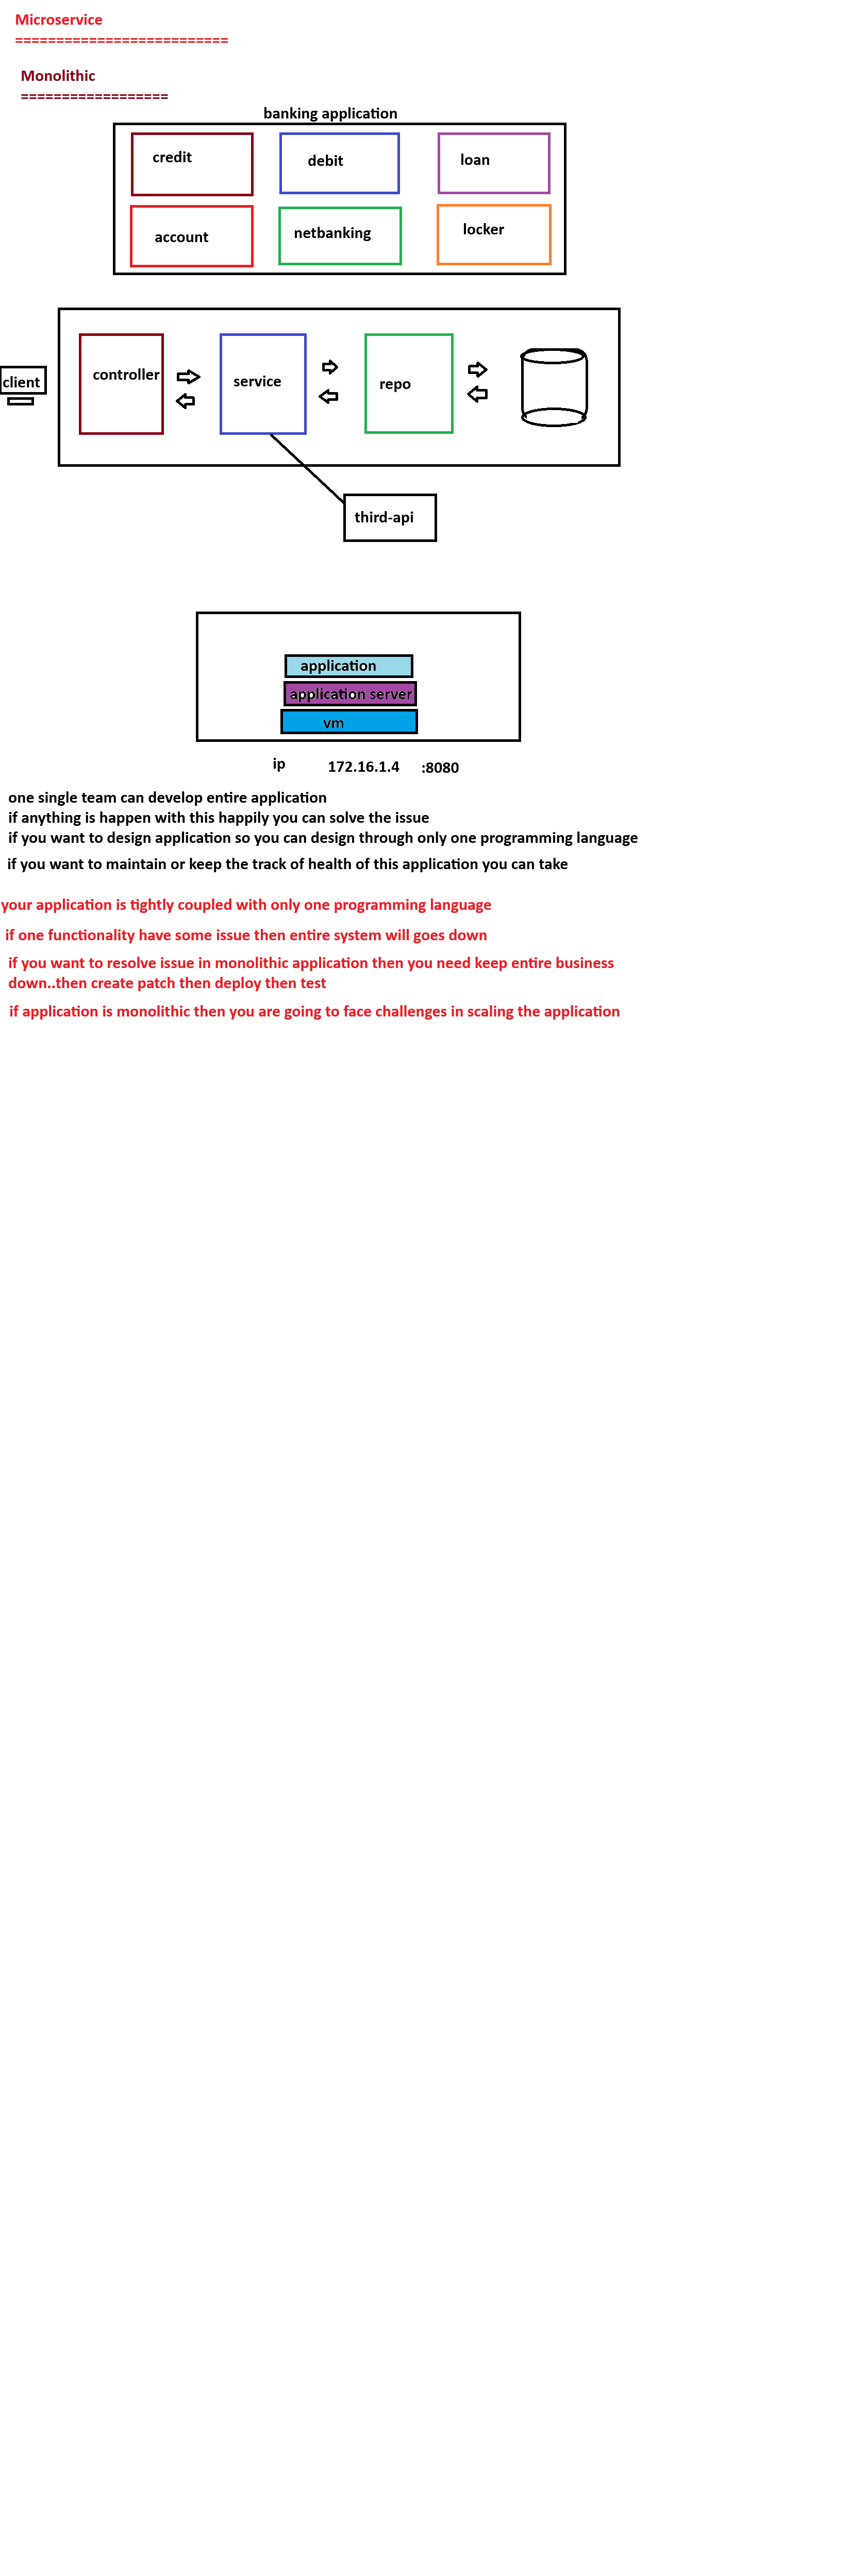 Microservice
==========================
Monolithic
==================
banking application
credit
debit
loan
account
netbanking
locker
client
controller
service
repo
third-api
application
application server
vm
ip 172.16.1.4 :8080
one single team can develop entire application
if anything is happen with this happily you can solve the issue
if you want to design application so you can design through only one programming language
if you want to maintain or keep the track of health of this application you can take
your application is tightly coupled with only one programming language
if one functionality have some issue then entire system will goes down
if you want to resolve issue in monolithic application then you need keep entire business
down..then create patch then deploy then test
if application is monolithic then you are going to face challenges in scaling the application